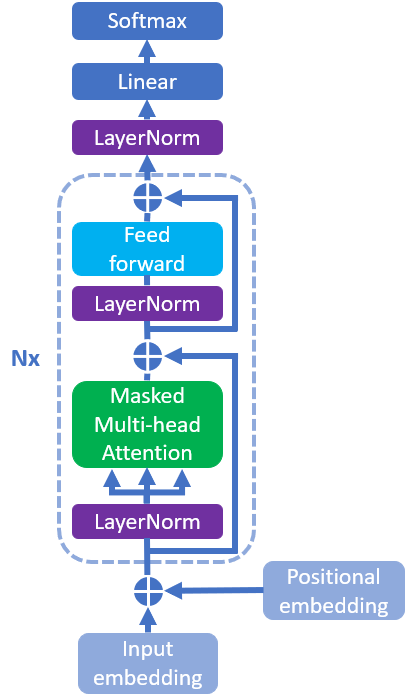 Softmax
Linear
LayerNorm
Feed
forward
LayerNorm
Nx
Masked
Multi-head
Attention
LayerNorm
Positional
embedding
Input
embedding